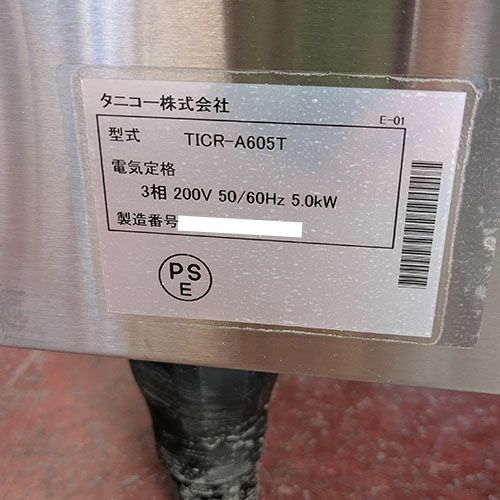 タニコー株式会社
E-01
型式 TICR-A605T
電気定格
3相 200V 50/60Hz 5.0kW
製造番号
PS
E